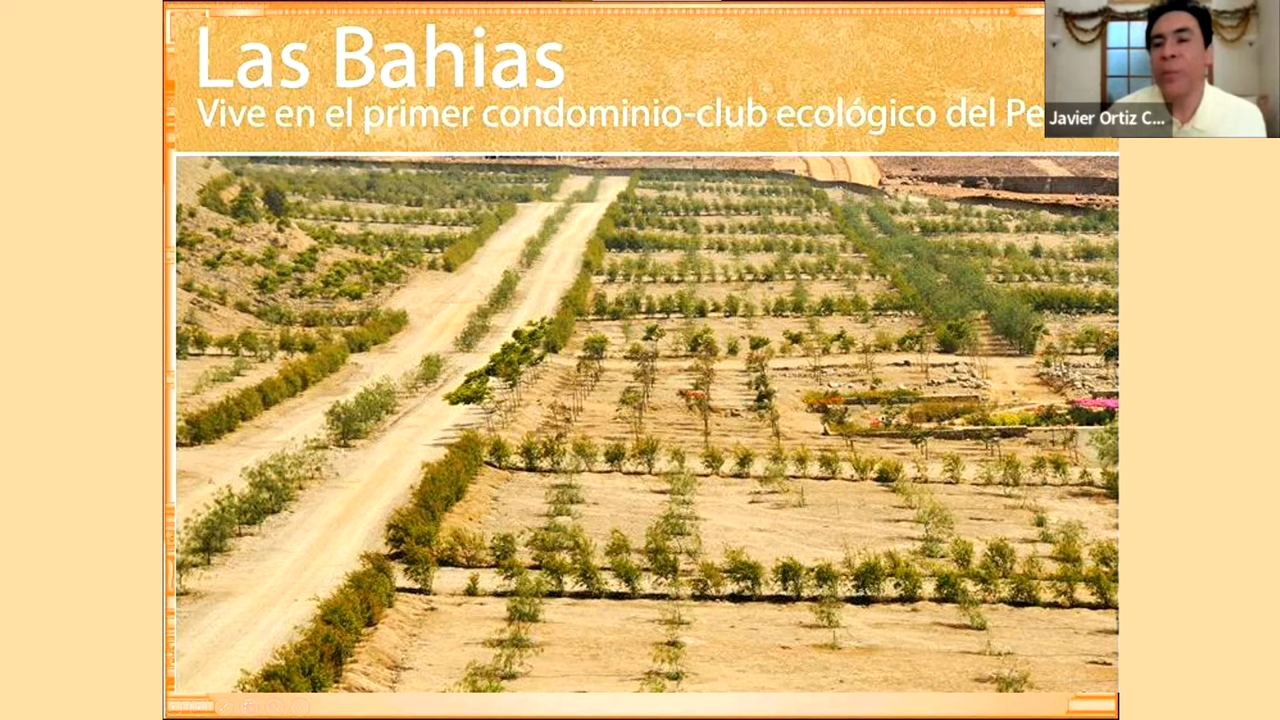 Las Bahias
Vive en el primer condominio-club ecológico del Pe
Javier Ortiz C...